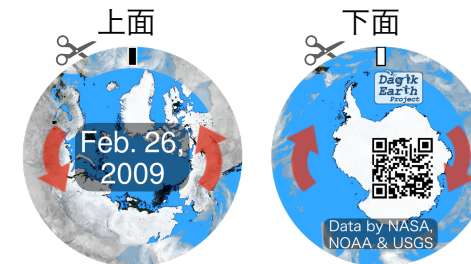 上面
下面
Feb. 26,
2009
Dagik
Earth
Project
Data by NASA,
NOAA & USGS